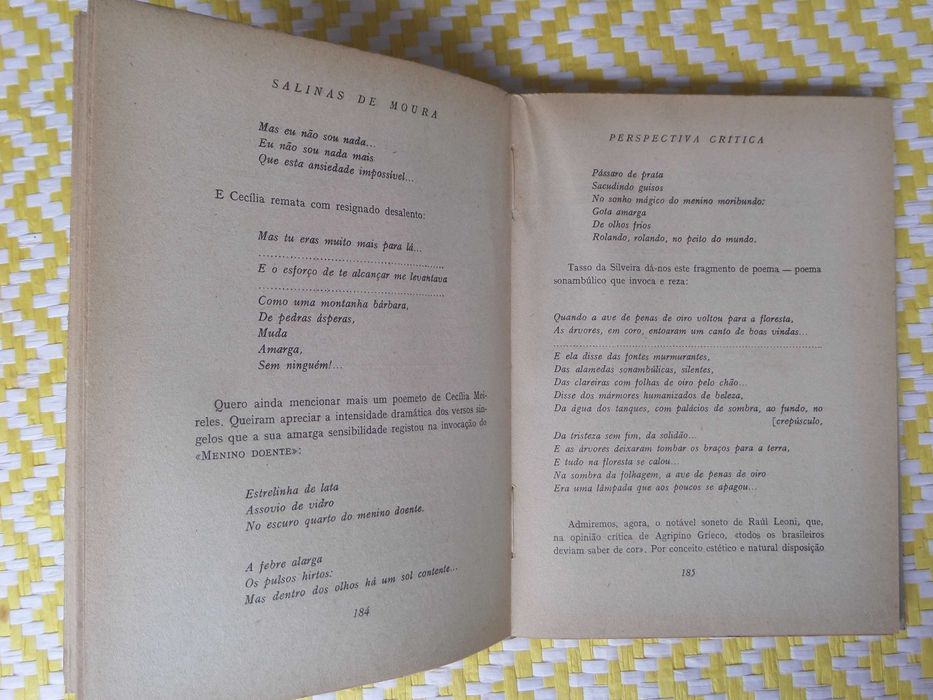 SALINAS DE MOURA
Mas eu não sou nada...
Eu não sou nada mais
Que esta ansiedade impossível...
E Cecília remata com resignado desalento:
Mas tu eras muito mais para lá...
................................................
E o esforço de te alcançar me levantava
................................................
Como uma montanha bárbara,
De pedras ásperas,
Muda
Amarga,
Sem ninguém!...
Quero ainda mencionar mais um poemeto de Cecília Mei-
reles. Queiram apreciar a intensidade dramática dos versos sin-
gelos que a sua amarga sensibilidade registou na invocação do
«MENINO DOENTE»:
Estrelinha de lata
Assovio de vidro
No escuro quarto do menino doente.
A febre alarga
Os pulsos hirtos:
Mas dentro dos olhos há um sol contente...
184
PERSPECTIVA CRÍTICA
Pássaro de prata
Sacudindo guisos
No sonho mágico do menino moribundo:
Gota amarga
De olhos frios
Rolando, rolando, no peito do mundo.
Tasso da Silveira dá-nos este fragmento de poema — poema
sonambúlico que invoca e reza:
Quando a ave de penas de oiro voltou para a floresta,
As árvores, em coro, entoaram um canto de boas vindas...
................................................
E ela disse das fontes murmurantes,
Das alamedas sonambúlicas, silentes,
Das clareiras com folhas de oiro pelo chão...
Disse dos mármores humanizados de beleza,
Da água dos tanques, com palácios de sombra, ao fundo, no
[crepúsculo,
Da tristeza sem fim, da solidão...
E as árvores deixaram tombar os braços para a terra,
E tudo na floresta se calou...
Na sombra da folhagem, a ave de penas de oiro
Era uma lâmpada que aos poucos se apagou...
Admiremos, agora, o notável soneto de Raúl Leoni, que,
na opinião crítica de Agripino Grieco, «todos os brasileiros
deviam saber de cor». Por conceito estético e natural disposição
185